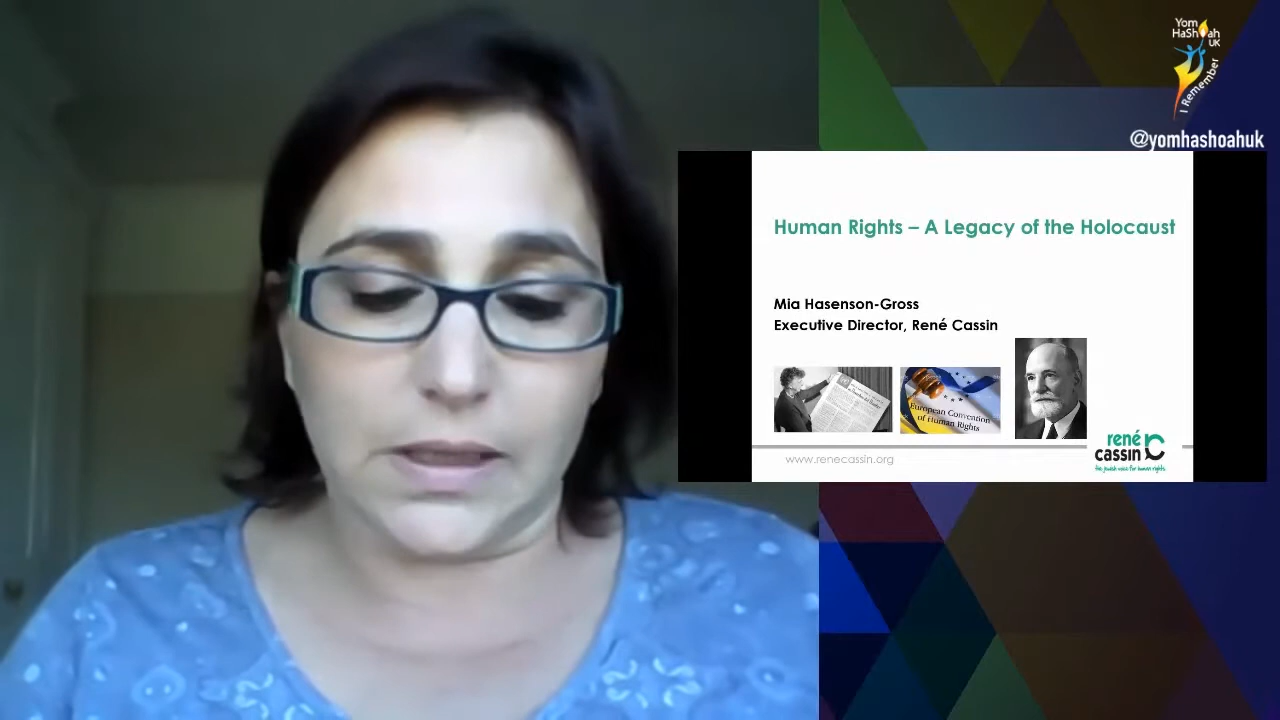 Yom
HaShoah
UK
I Remember
@yomhashoahuk
Human Rights – A Legacy of the Holocaust
Mia Hasenson-Gross
Executive Director, René Cassin
European Convention
of Human Rights
www.renecassin.org
rené
cassin
the jewish voice for human rights